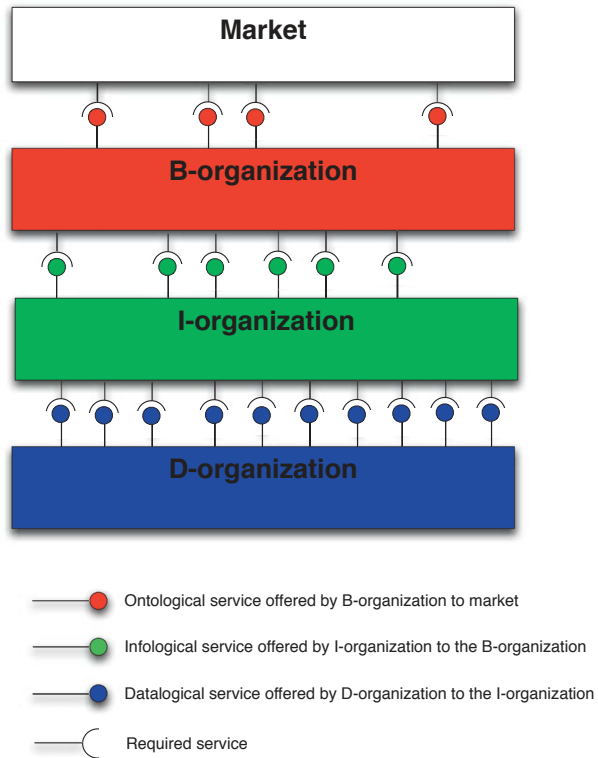 Market
B-organization
I-organization
D-organization
Ontological service offered by B-organization to market
Infological service offered by I-organization to the B-organization
Datalogical service offered by D-organization to the I-organization
Required service